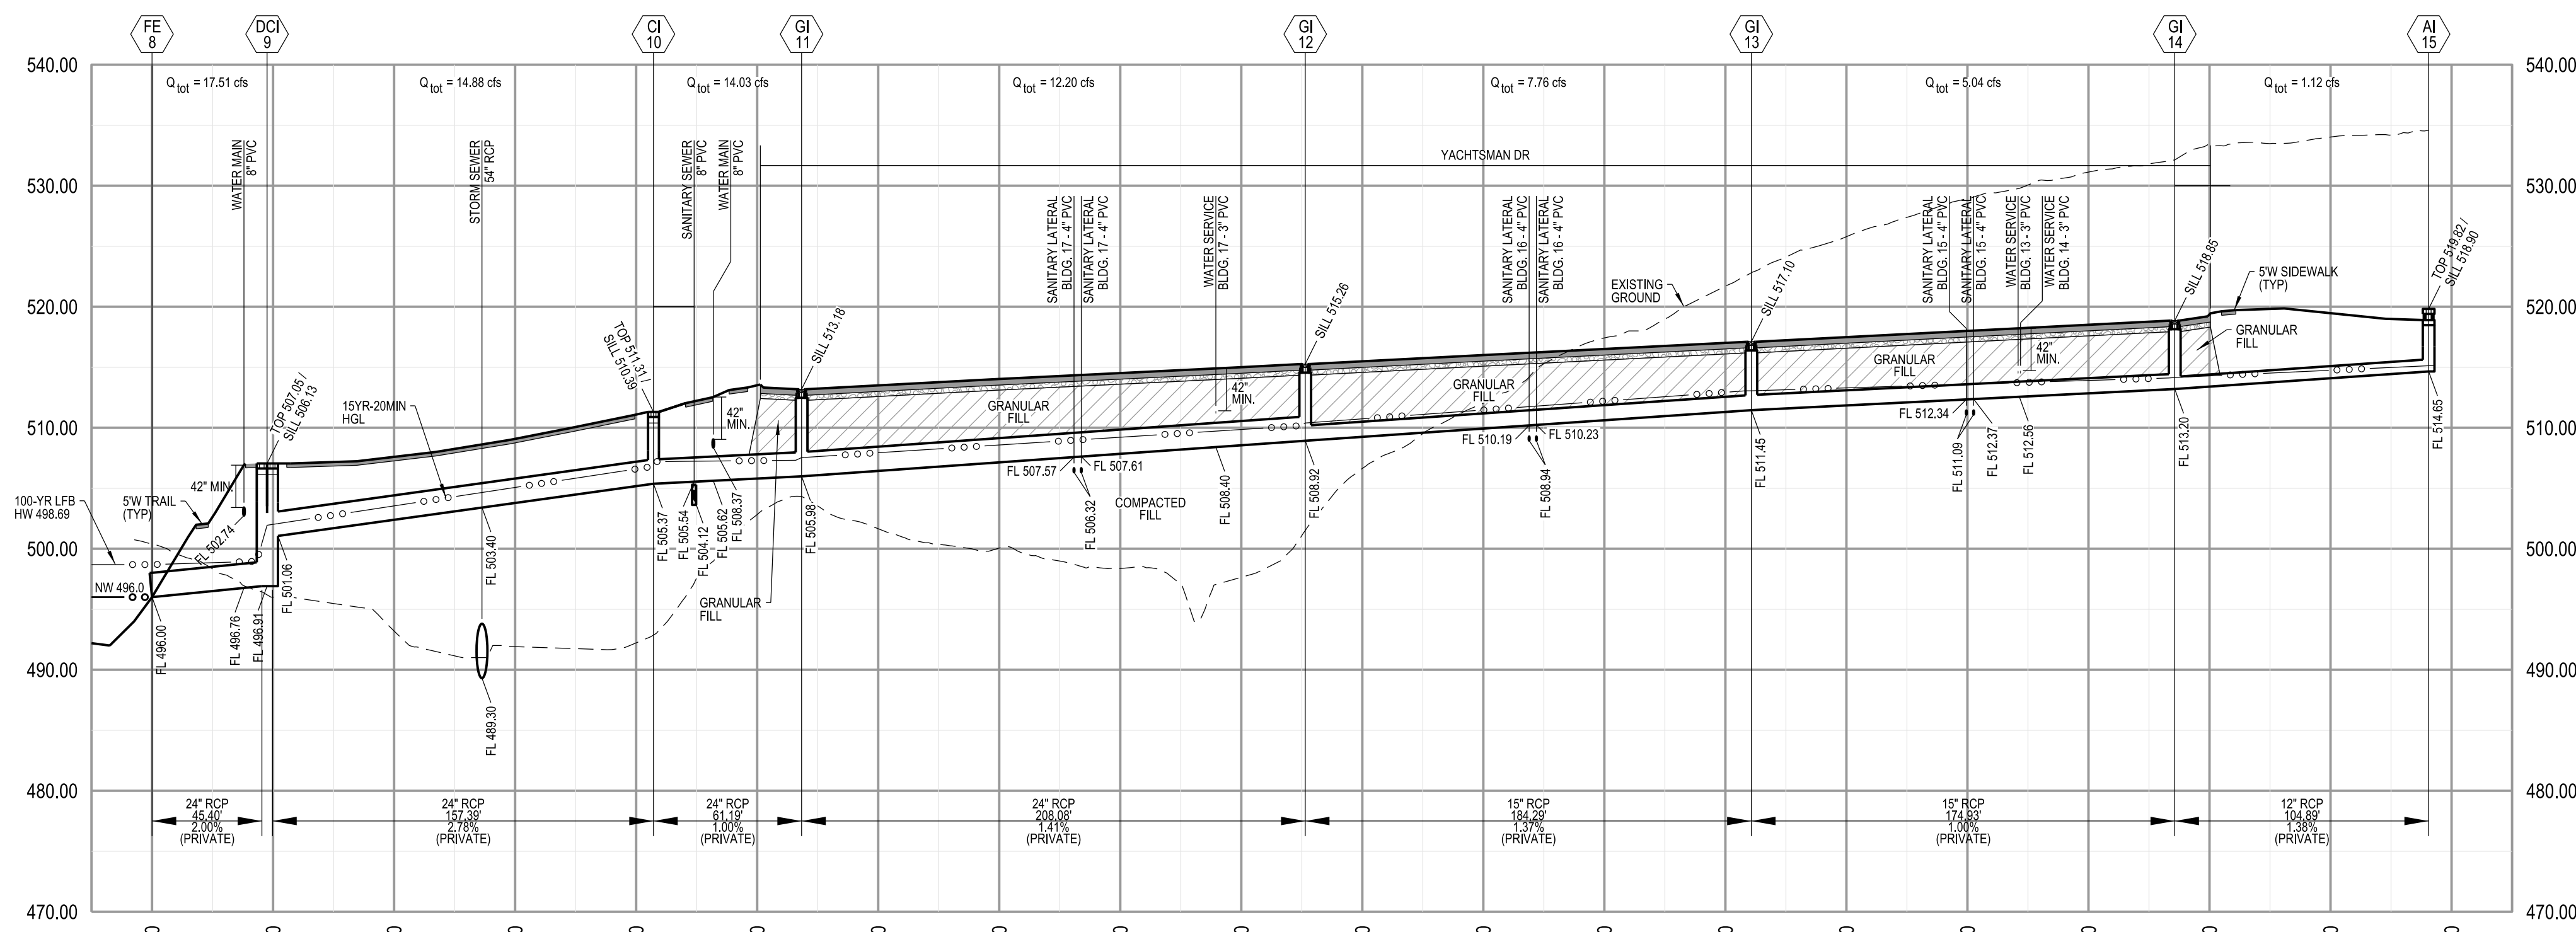 FE
8
DCI
9
CI
10
GI
11
GI
12
GI
13
GI
14
AI
15
540.00
540.00
Qtot = 17.51 cfs
Qtot = 14.88 cfs
Qtot = 14.03 cfs
Qtot = 12.20 cfs
Qtot = 7.76 cfs
Qtot = 5.04 cfs
Qtot = 1.12 cfs
WATER MAIN
8" PVC
STORM SEWER
54" RCP
SANITARY SEWER
8" PVC
WATER MAIN
8" PVC
YACHTSMAN DR
530.00
530.00
SANITARY LATERAL
BLDG. 17 - 4" PVC
SANITARY LATERAL
BLDG. 17 - 4" PVC
WATER SERVICE
BLDG. 17 - 3" PVC
SANITARY LATERAL
BLDG. 16 - 4" PVC
SANITARY LATERAL
BLDG. 16 - 4" PVC
SANITARY LATERAL
BLDG. 15 - 4" PVC
SANITARY LATERAL
BLDG. 15 - 4" PVC
WATER SERVICE
BLDG. 13 - 3" PVC
WATER SERVICE
BLDG. 14 - 3" PVC
EXISTING
GROUND
5'W SIDEWALK
(TYP)
TOP 519.82 /
SILL 518.90
520.00
520.00
TOP 507.05 /
SILL 506.13
TOP 511.31 /
SILL 510.39
SILL 513.18
SILL 515.26
SILL 517.10
SILL 518.85
15YR-20MIN
HGL
42"
MIN.
GRANULAR
FILL
42"
MIN.
GRANULAR
FILL
GRANULAR
FILL
42"
MIN.
GRANULAR
FILL
510.00
510.00
42" MIN.
100-YR LFB
HW 498.69
5'W TRAIL
(TYP)
FL 502.74
NW 496.0
FL 496.00
FL 496.76
FL 496.91
FL 501.06
FL 503.40
FL 489.30
FL 505.37
FL 505.54
FL 504.12
FL 505.62
FL 508.37
GRANULAR
FILL
FL 505.98
FL 507.57
FL 507.61
FL 506.32
COMPACTED
FILL
FL 508.40
FL 508.92
FL 510.19
FL 510.23
FL 508.94
FL 511.45
FL 512.34
FL 511.09
FL 512.37
FL 512.56
FL 513.20
FL 514.65
500.00
500.00
490.00
490.00
480.00
480.00
24" RCP
45.40'
2.00%
(PRIVATE)
24" RCP
157.39'
2.78%
(PRIVATE)
24" RCP
61.19'
1.00%
(PRIVATE)
24" RCP
208.08'
1.41%
(PRIVATE)
15" RCP
184.29'
1.37%
(PRIVATE)
15" RCP
174.93'
1.00%
(PRIVATE)
12" RCP
104.89'
1.38%
(PRIVATE)
470.00
470.00